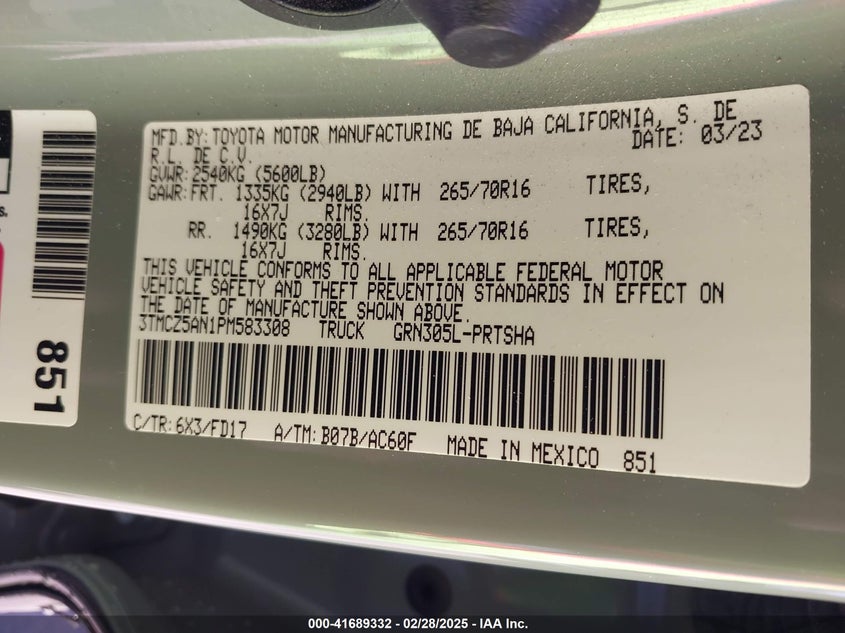 MFD.BY: TOYOTA MOTOR MANUFACTURING DE BAJA CALIFORNIA, S. DE
R.L. DE C.V. DATE: 03/23
GVWR: 2540KG (5600LB)
GAWR: FRT. 1335KG (2940LB) WITH 265/70R16 TIRES,
16X7J RIMS.
RR. 1490KG (3280LB) WITH 265/70R16 TIRES,
16X7J RIMS.
THIS VEHICLE CONFORMS TO ALL APPLICABLE FEDERAL MOTOR
VEHICLE SAFETY AND THEFT PREVENTION STANDARDS IN EFFECT ON
THE DATE OF MANUFACTURE SHOWN ABOVE.
3TMCZ5AN1PM583308 TRUCK GRN305L-PRTSHA
C/TR: 6X3/FD17 A/TM: B07B/AC60F MADE IN MEXICO 851
851
000-41689332 - 02/28/2025 - IAA Inc.